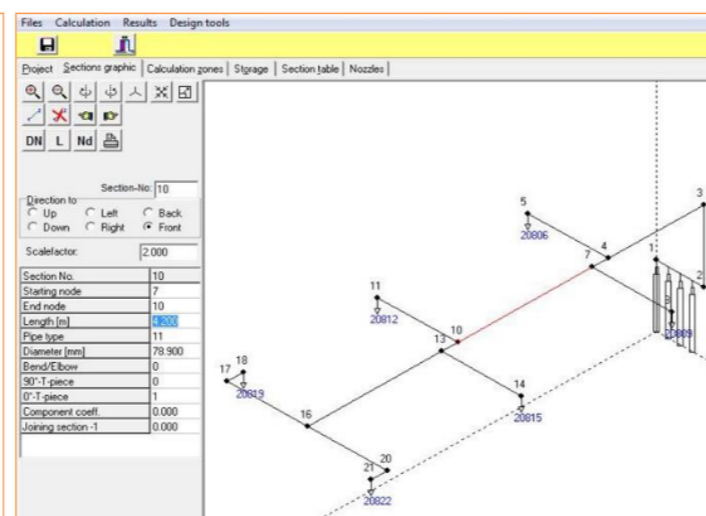 Files Calculation Results Design tools
Project Sections graphic Calculation zones Storage Section table Nozzles
DN L Nd
Section-No: 10
Direction to
Up Left Back
Down Right Front
Scalefactor: 2.000
Section No. 10
Starting node 7
End node 10
Length [m] 4.200
Pipe type 11
Diameter [mm] 78.900
Bend/Elbow 0
90°-T-piece 0
0°-T-piece 1
Component coeff. 0.000
Joining section -1 0.000
3
5
20806
4
1
7
2
11
8
20812
20809
10
13
18
17
14
20819
20815
16
20
21
20822